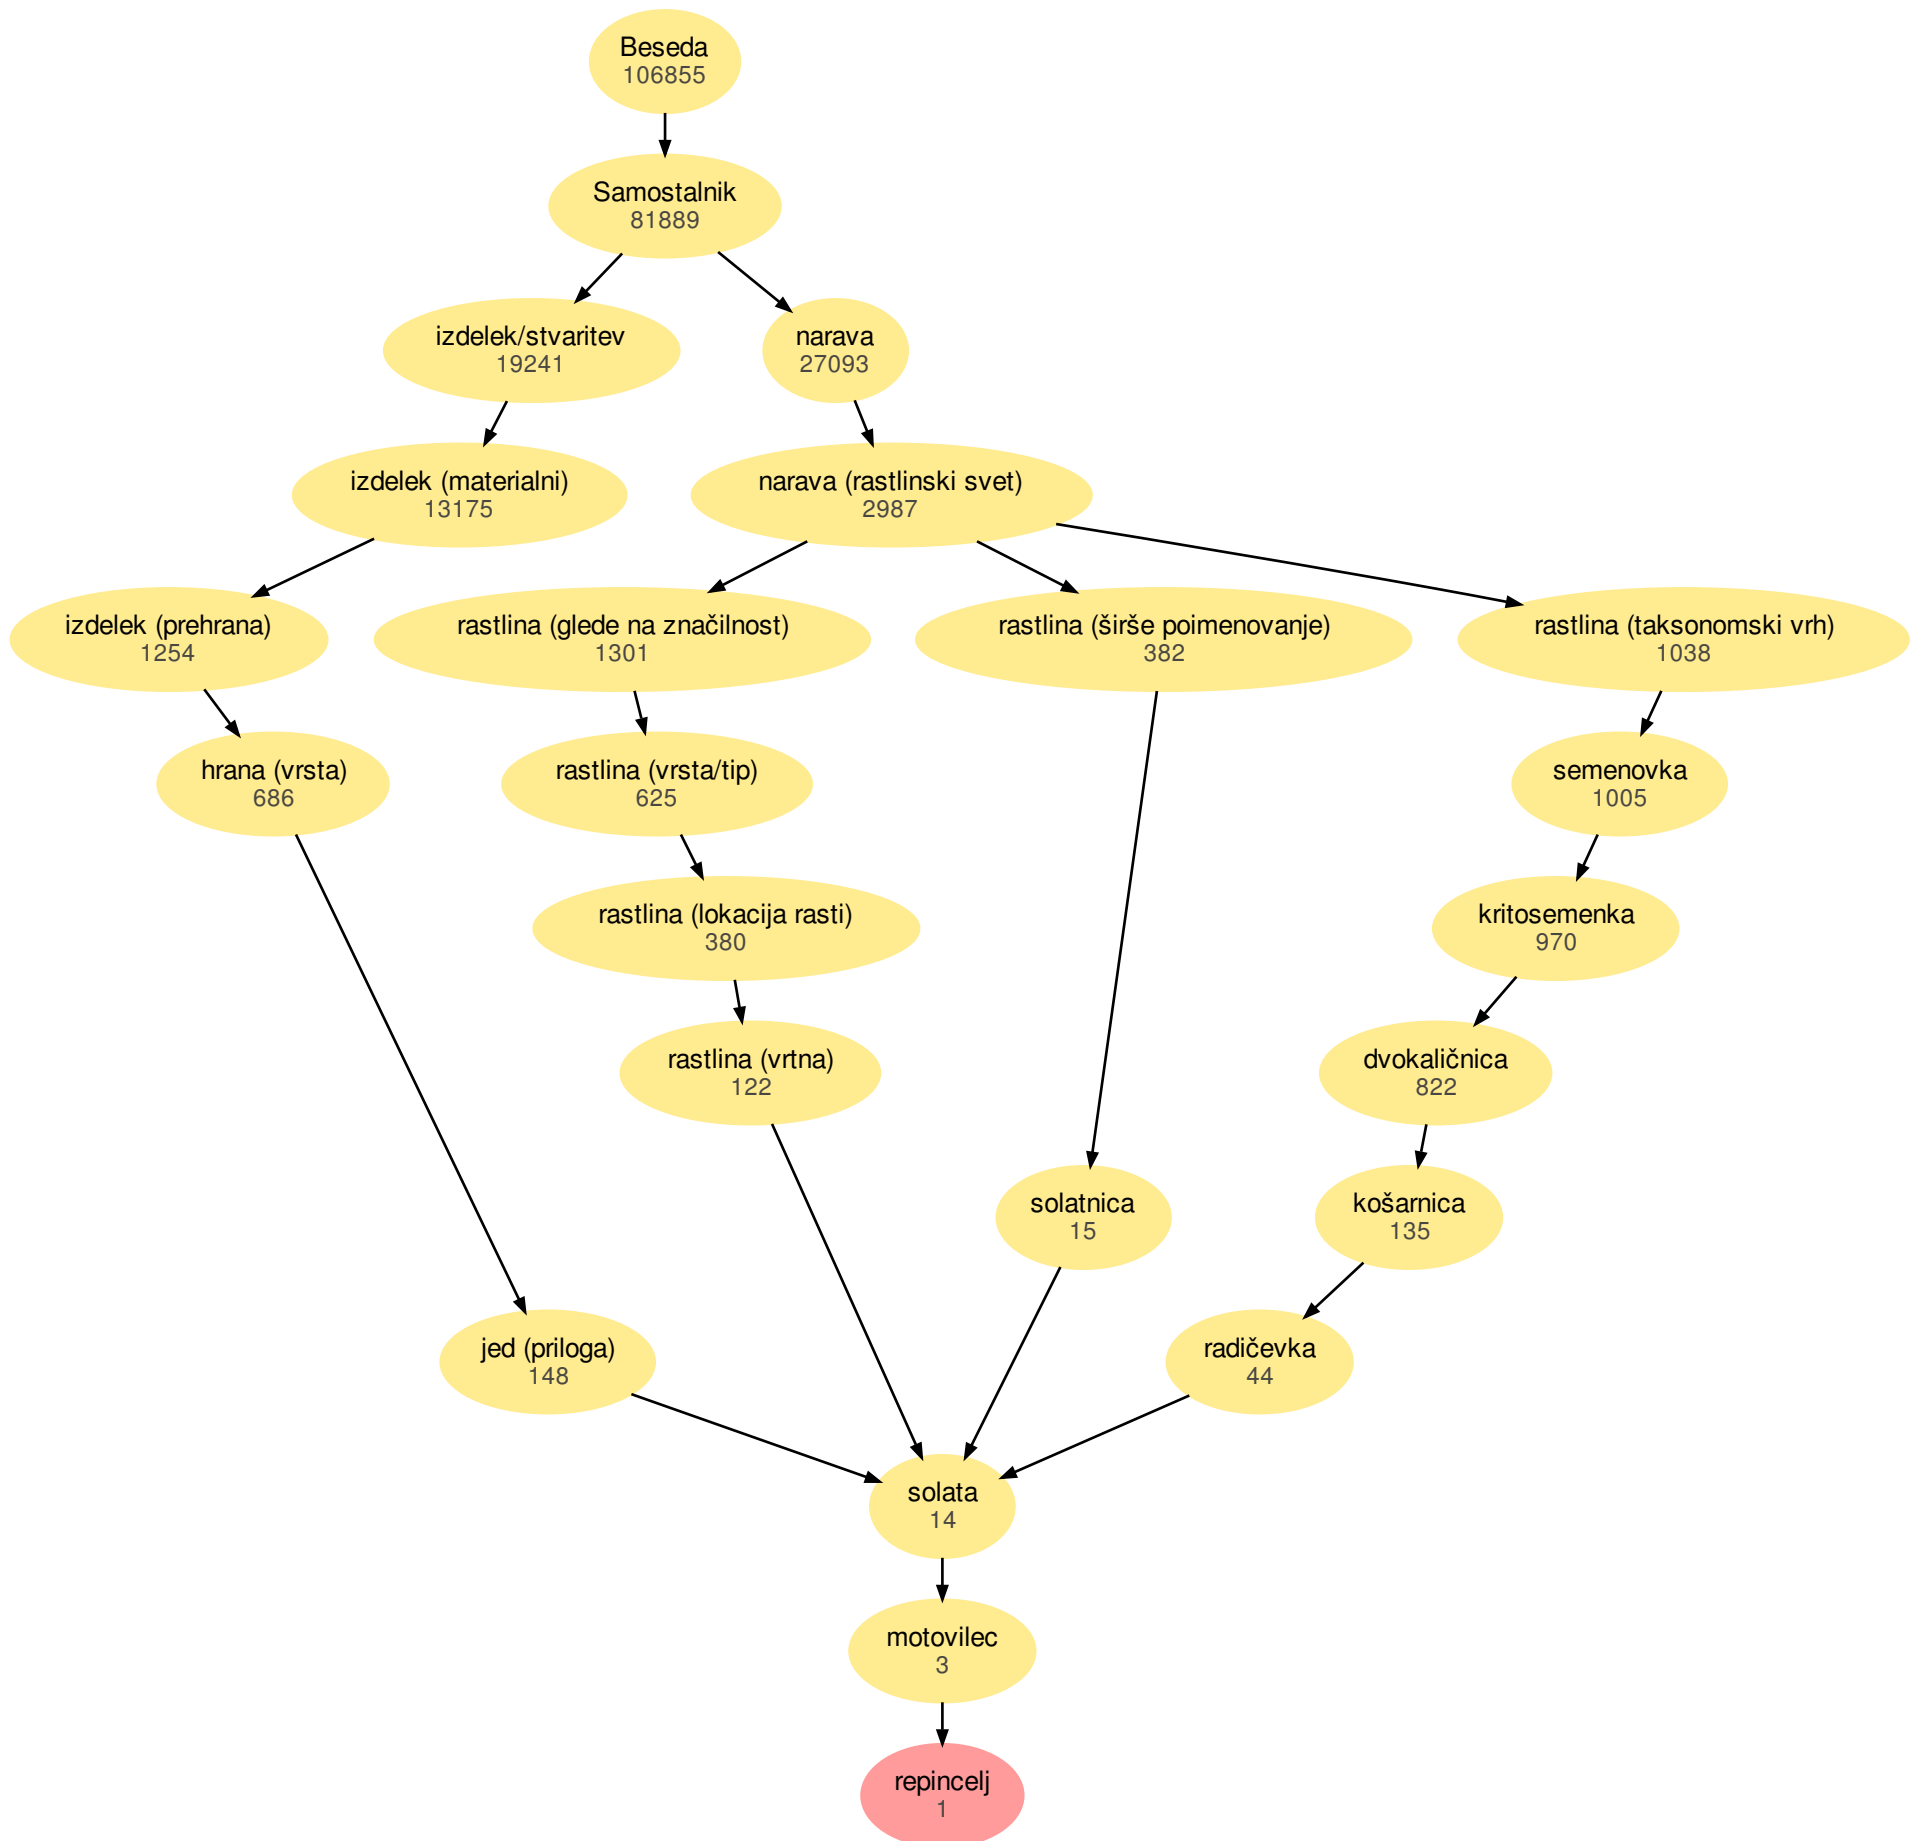 Beseda
106855
Samostalnik
81889
izdelek/stvaritev
19241
narava
27093
izdelek (materialni)
13175
narava (rastlinski svet)
2987
izdelek (prehrana)
1254
rastlina (glede na značilnost)
1301
rastlina (širše poimenovanje)
382
rastlina (taksonomski vrh)
1038
hrana (vrsta)
686
rastlina (vrsta/tip)
625
semenovka
1005
rastlina (lokacija rasti)
380
kritosemenka
970
rastlina (vrtna)
122
dvokaličnica
822
solatnica
15
košarnica
135
jed (priloga)
148
radičevka
44
solata
14
motovilec
3
repincelj
1